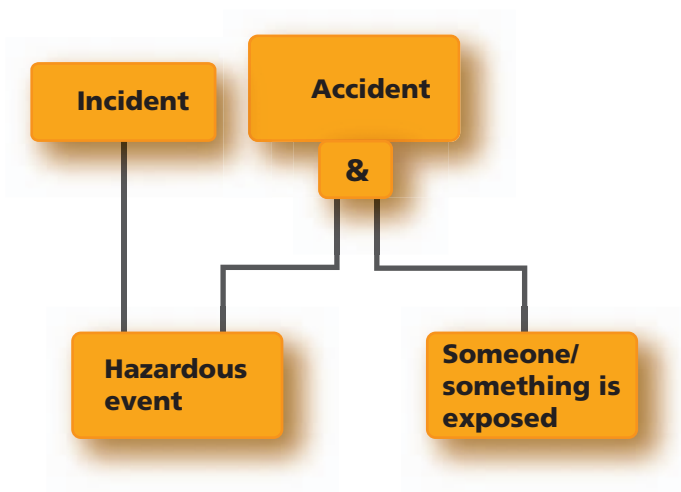 Incident
Accident
&
Hazardous
event
Someone/
something is
exposed